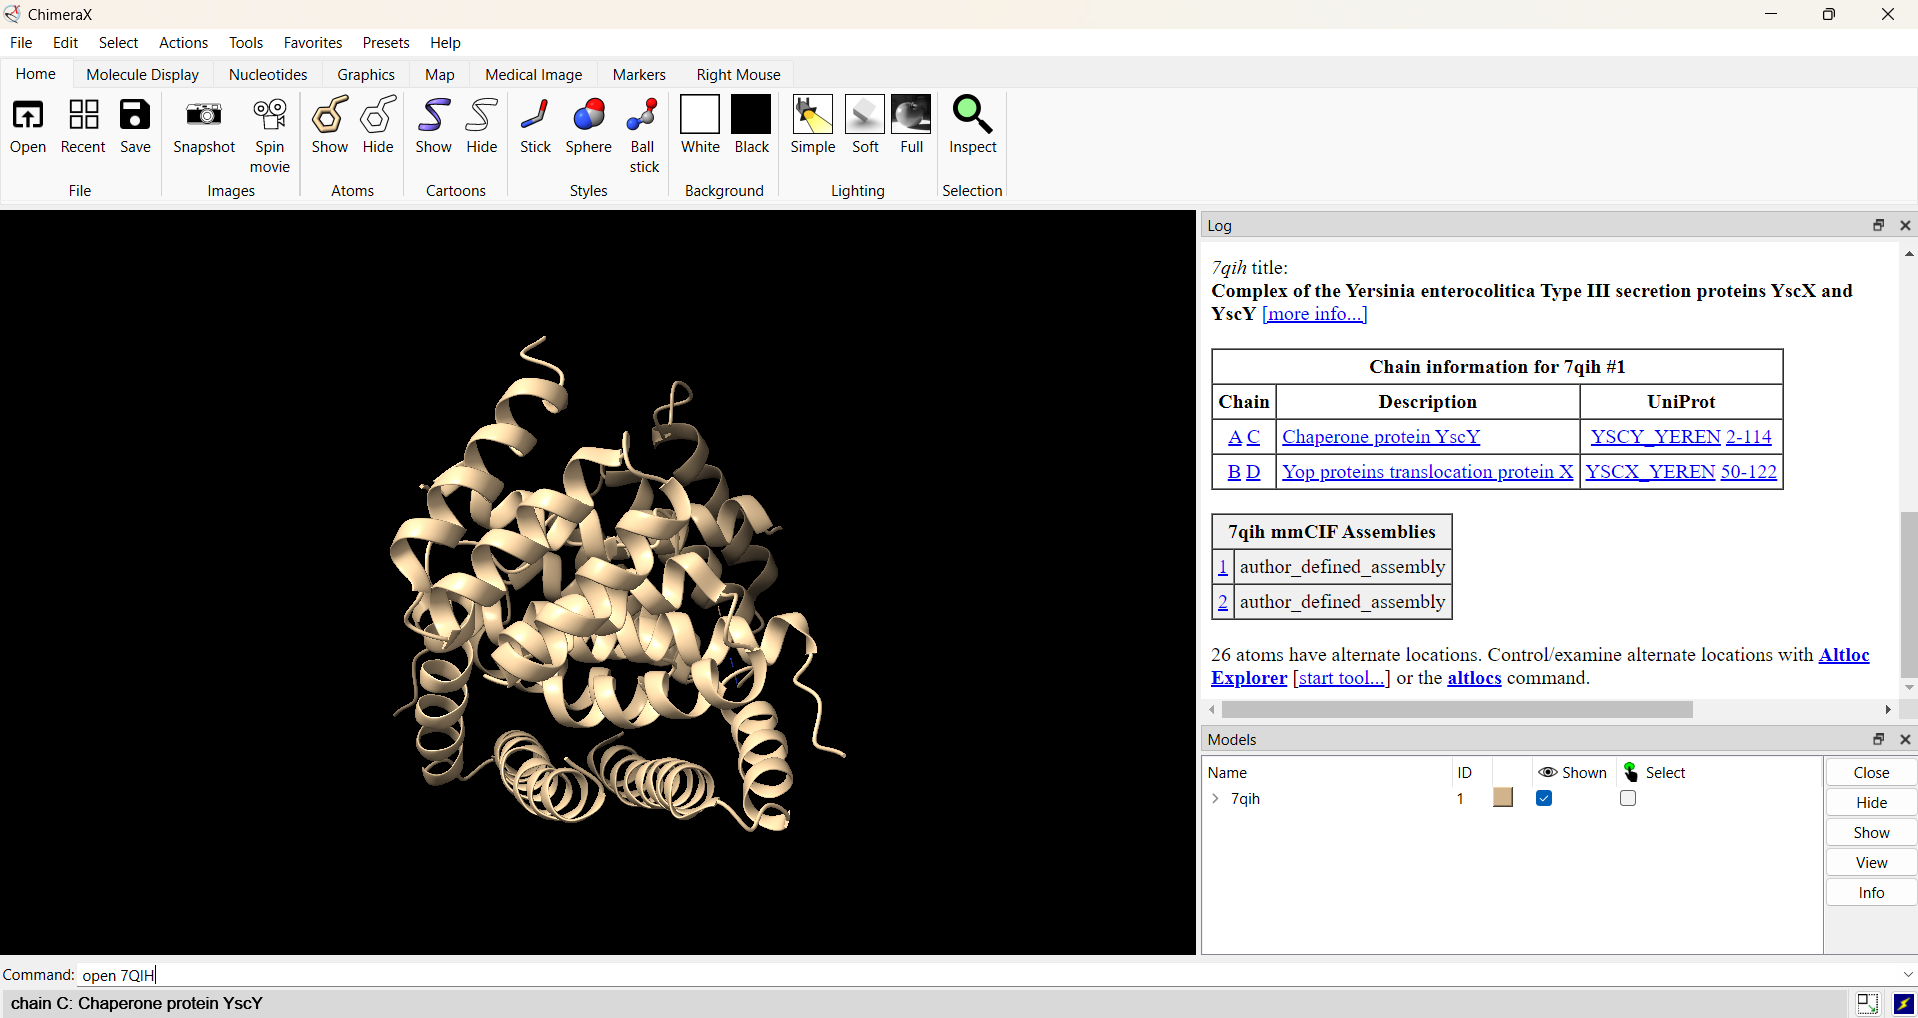 ChimeraX
File Edit Select Actions Tools Favorites Presets Help
Home Molecule Display Nucleotides Graphics Map Medical Image Markers Right Mouse
Open Recent Save Snapshot Spin movie Show Hide Show Hide Stick Sphere Ball stick White Black Simple Soft Full Inspect
File Images Atoms Cartoons Styles Background Lighting Selection
Log
7qih title:
Complex of the Yersinia enterocolitica Type III secretion proteins YscX and
YscY [more info...]
Chain information for 7qih #1
Chain Description UniProt
A C Chaperone protein YscY YSCY_YEREN 2-114
B D Yop proteins translocation protein X YSCX_YEREN 50-122
7qih mmCIF Assemblies
1 author_defined_assembly
2 author_defined_assembly
26 atoms have alternate locations. Control/examine alternate locations with Altloc
Explorer [start tool...] or the altlocs command.
Models
Name ID Shown Select
7qih 1
Close
Hide
Show
View
Info
Command: open 7QIH
chain C: Chaperone protein YscY